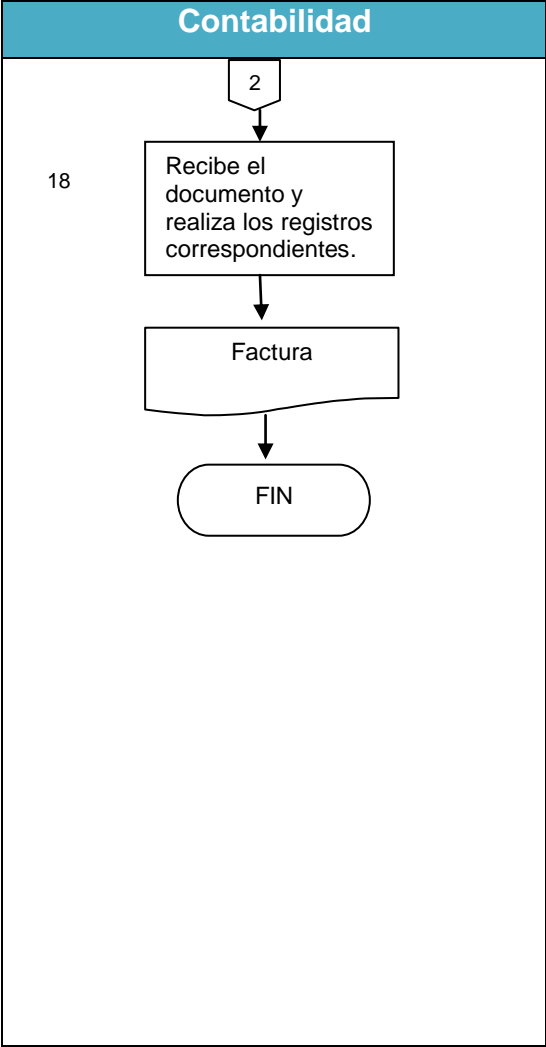 Contabilidad
2
18
Recibe el
documento y
realiza los registros
correspondientes.
Factura
FIN